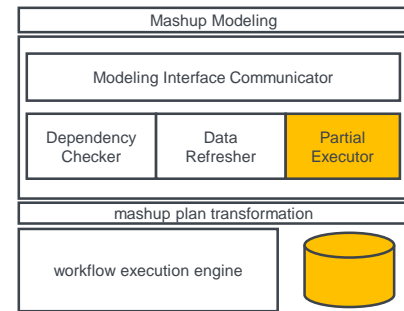 Mashup Modeling
Modeling Interface Communicator
Dependency
Checker
Data
Refresher
Partial
Executor
mashup plan transformation
workflow execution engine